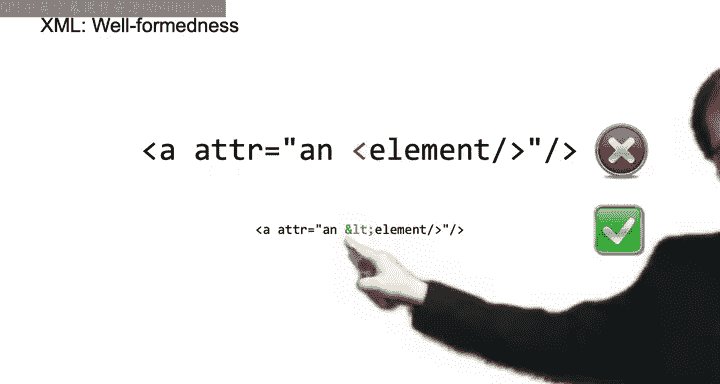 XML: Well-formedness
<a attr="an <element/>"/>
<a attr="an &lt;element/>"/>